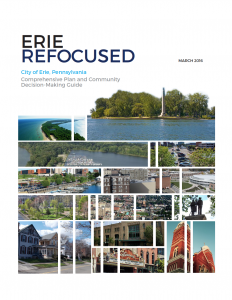 ERIE
REFOCUSED
MARCH 2016
City of Erie, Pennsylvania
Comprehensive Plan and Community
Decision-Making Guide